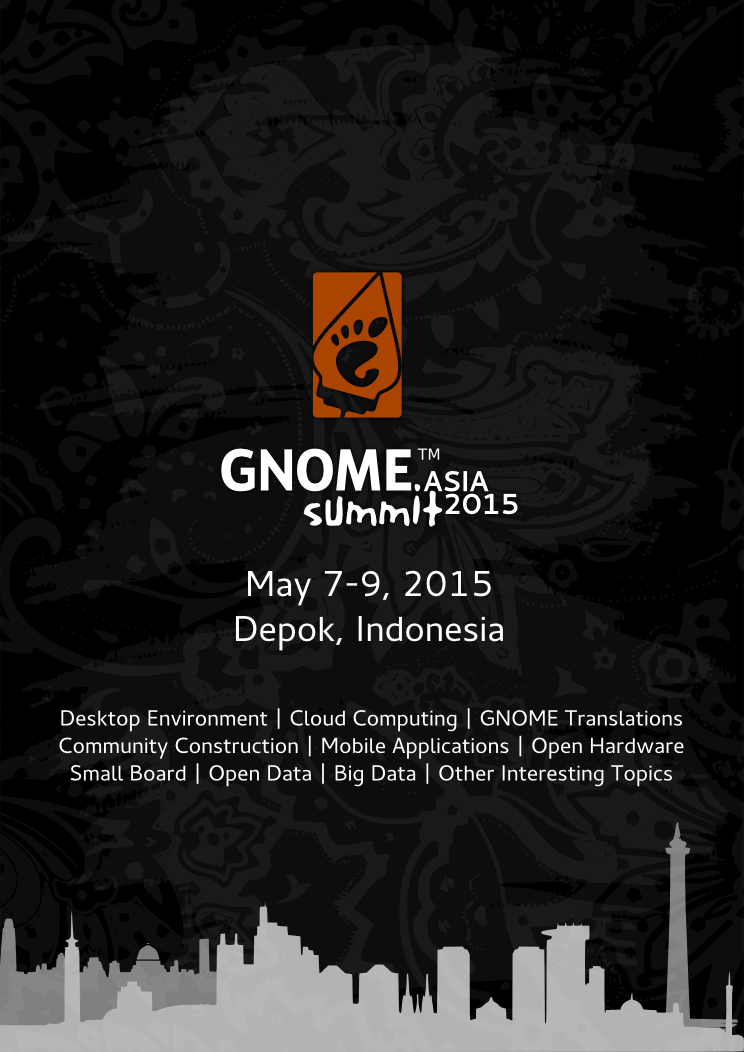 GNOME.™ASIA
summit2015
May 7-9, 2015
Depok, Indonesia
Desktop Environment | Cloud Computing | GNOME Translations
Community Construction | Mobile Applications | Open Hardware
Small Board | Open Data | Big Data | Other Interesting Topics